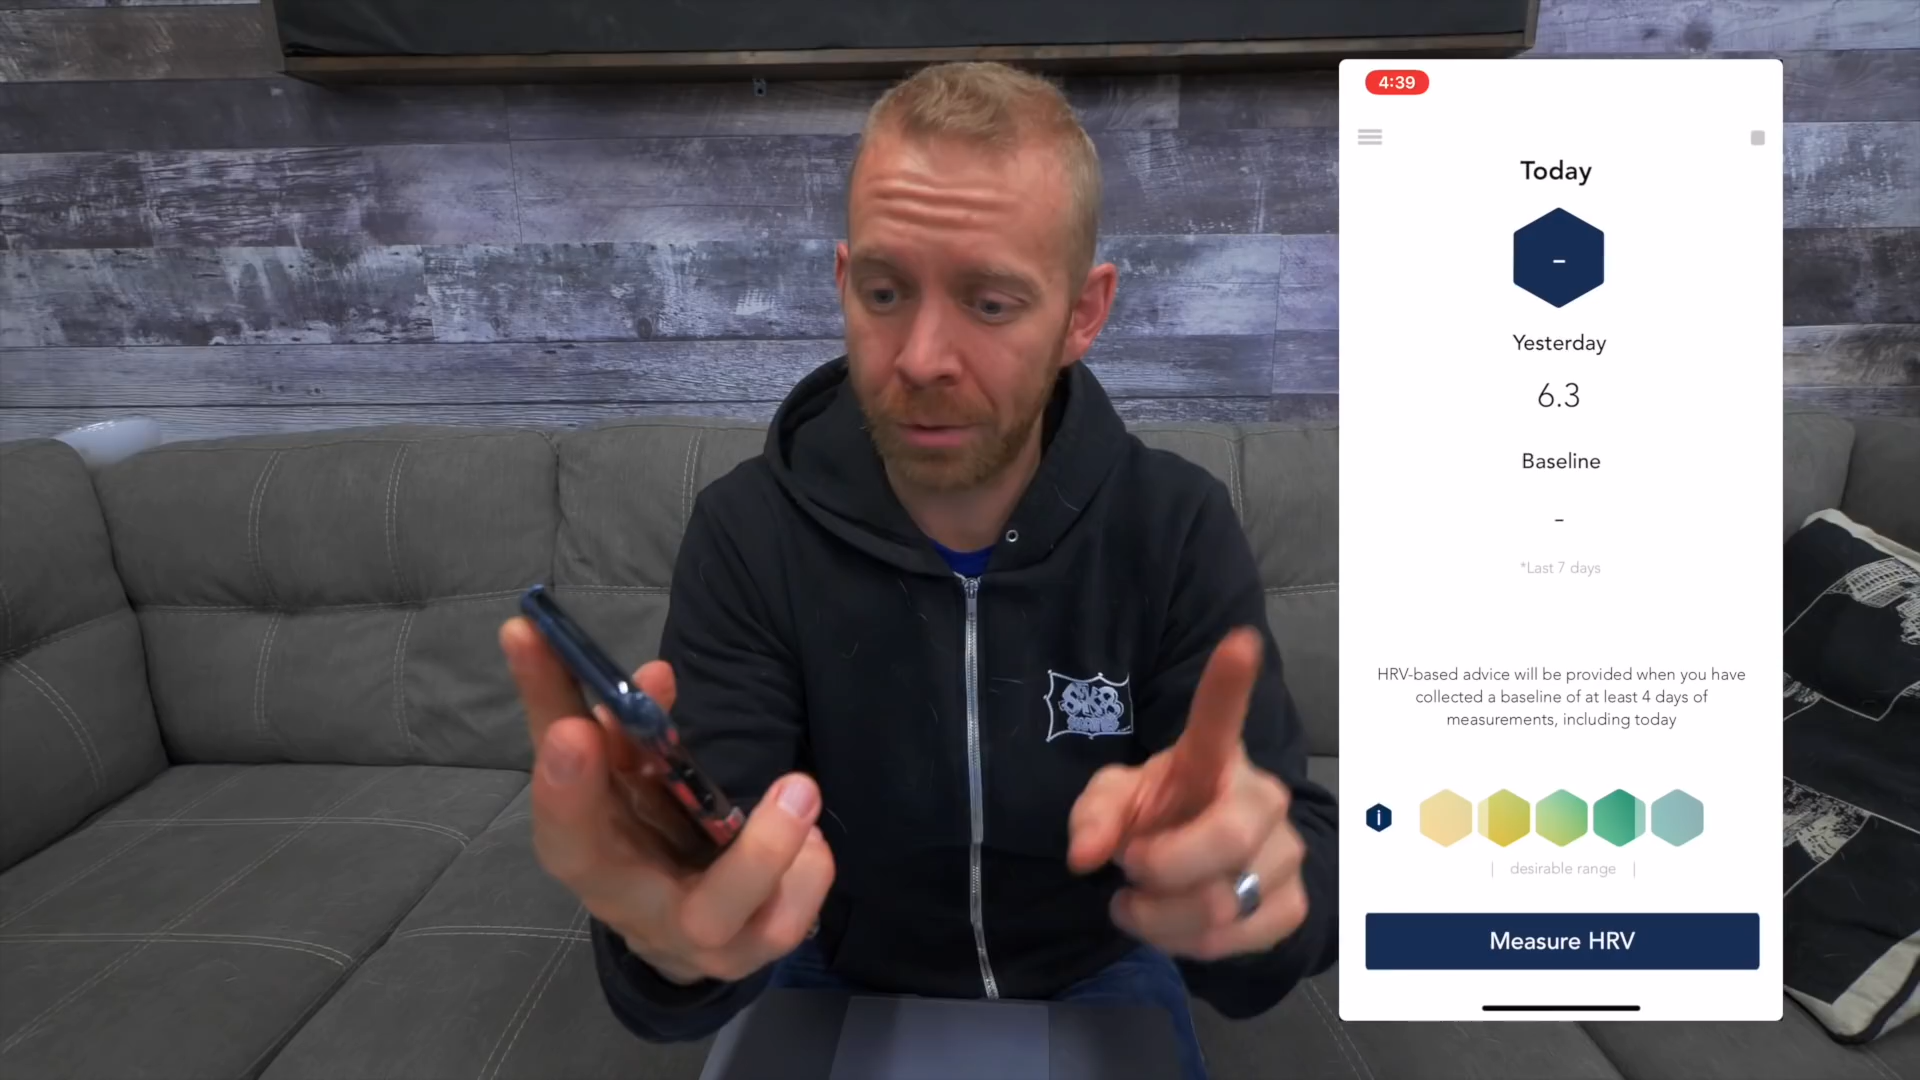 4:39
Today
-
Yesterday
6.3
Baseline
-
*Last 7 days
HRV-based advice will be provided when you have
collected a baseline of at least 4 days of
measurements, including today
i
desirable range
Measure HRV